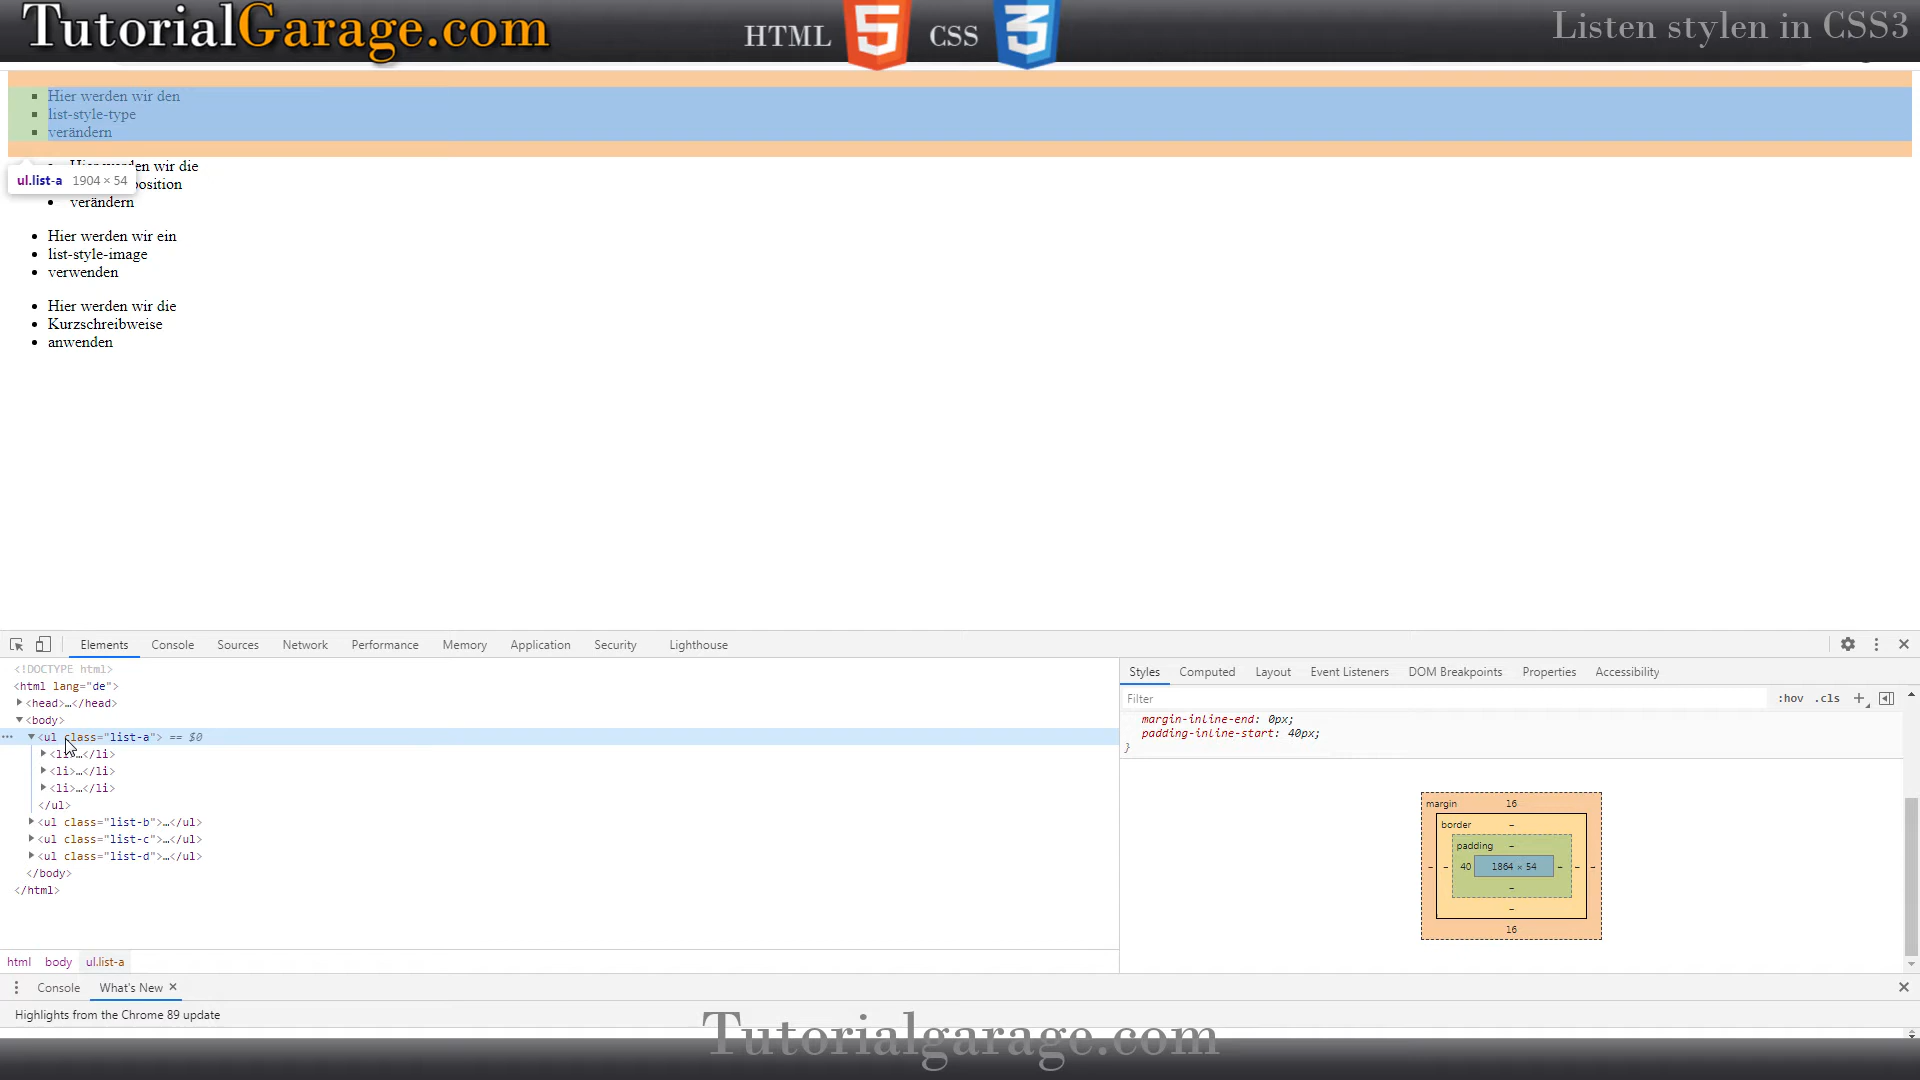 TutorialGarage.com
HTML 5 CSS 3
Listen stylen in CSS3
Hier werden wir den
list-style-type
verändern
wir die
position
ul.list-a 1904 × 54
verändern
Hier werden wir ein
list-style-image
verwenden
Hier werden wir die
Kurzschreibweise
anwenden
Elements Console Sources Network Performance Memory Application Security Lighthouse
<!DOCTYPE html>
<html lang="de">
<head>…</head>
<body>
<ul class="list-a"> == $0
<li>…</li>
<li>…</li>
<li>…</li>
</ul>
<ul class="list-b">…</ul>
<ul class="list-c">…</ul>
<ul class="list-d">…</ul>
</body>
</html>
html body ul.list-a
Styles Computed Layout Event Listeners DOM Breakpoints Properties Accessibility
Filter :hov .cls +
margin-inline-end: 0px;
padding-inline-start: 40px;
}
margin 16
border –
padding –
– – 40 1864 × 54 – – –
–
–
16
Console What's New ×
Highlights from the Chrome 89 update
Tutorialgarage.com